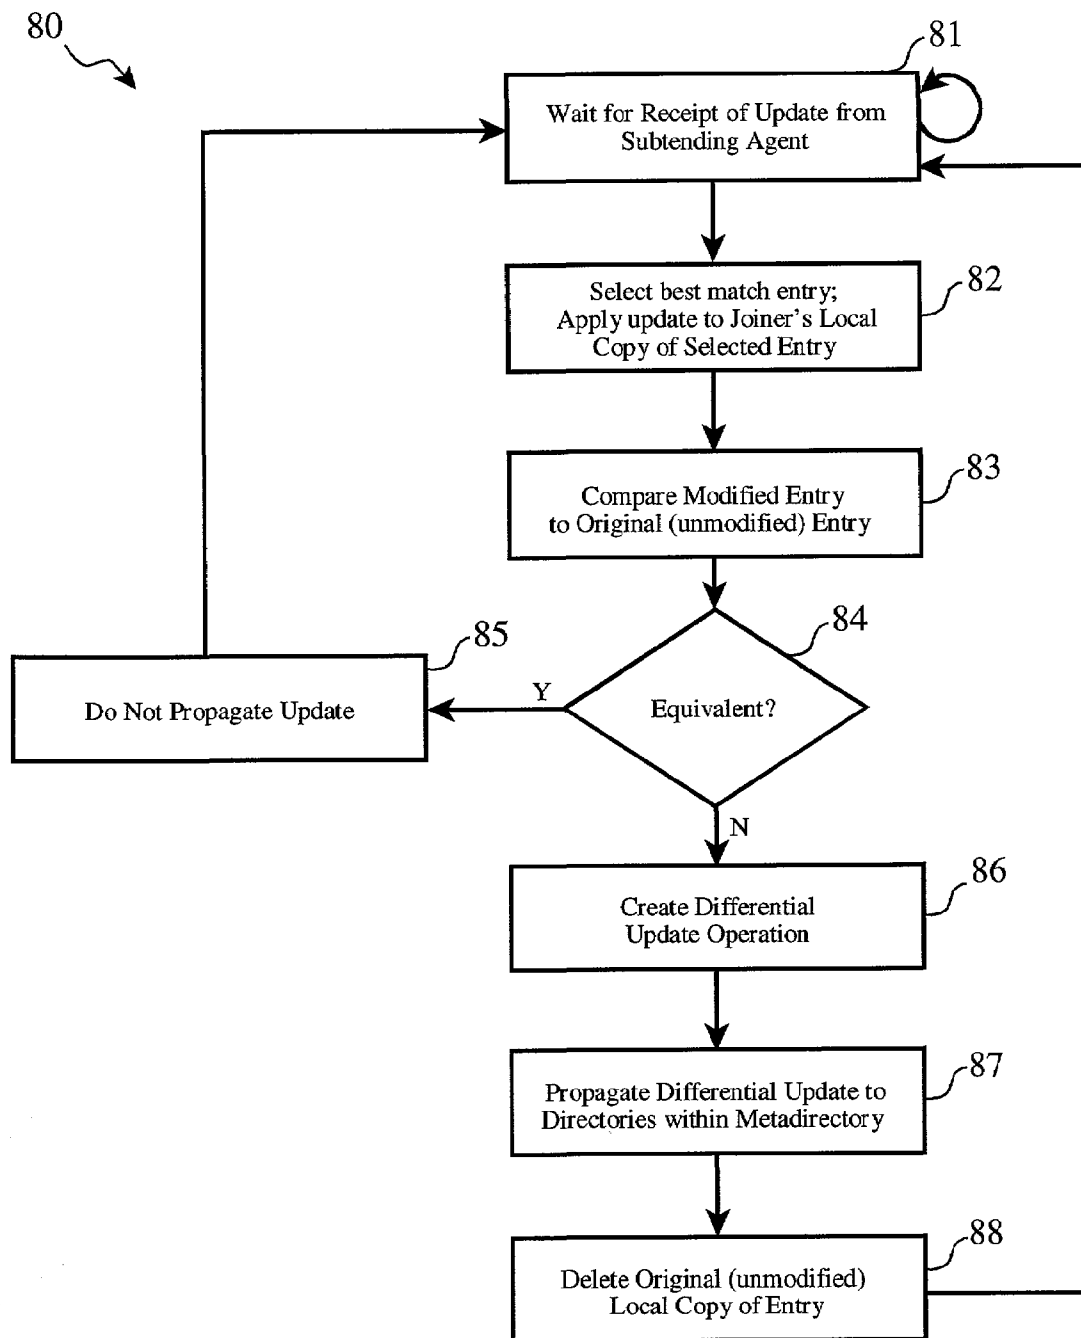 80
81
Wait for Receipt of Update from
Subtending Agent
82
Select best match entry;
Apply update to Joiner's Local
Copy of Selected Entry
83
Compare Modified Entry
to Original (unmodified) Entry
84
Equivalent?
Y
85
Do Not Propagate Update
N
86
Create Differential
Update Operation
87
Propagate Differential Update to
Directories within Metadirectory
88
Delete Original (unmodified)
Local Copy of Entry